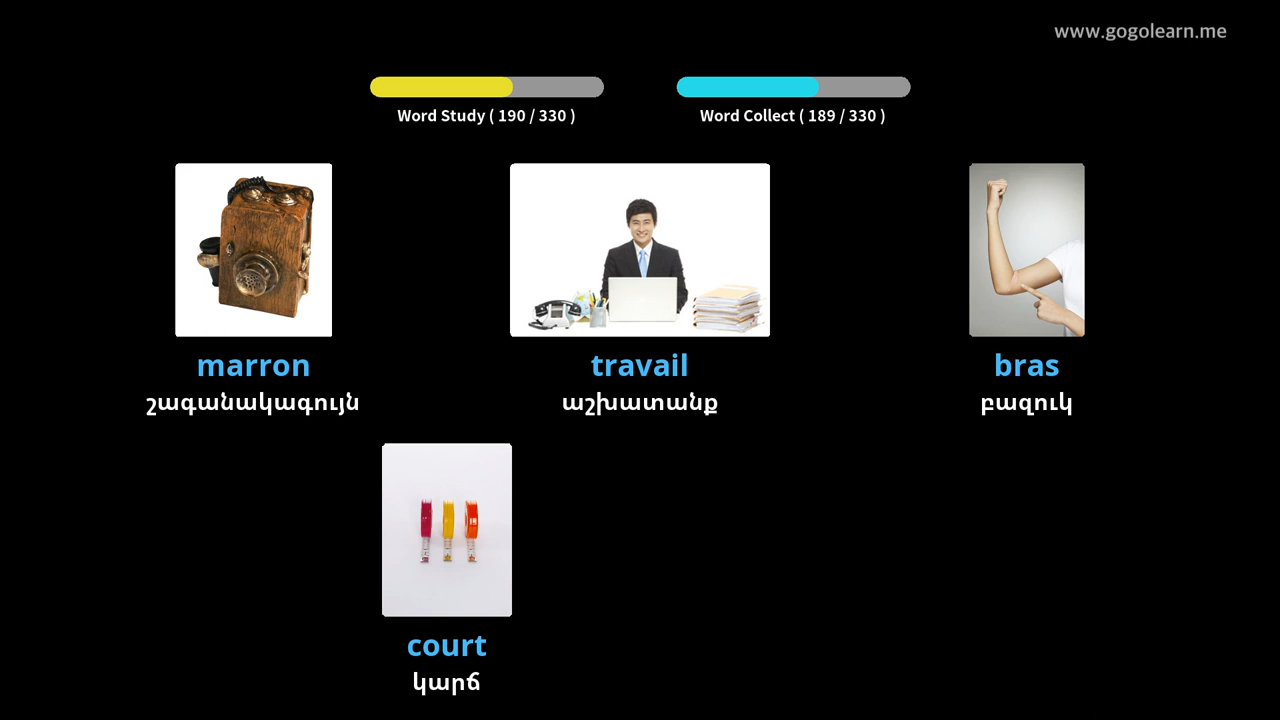 www.gogolearn.me
Word Study ( 190 / 330 )
Word Collect ( 189 / 330 )
marron
շագանակագույն
travail
աշխատանք
bras
բազուկ
court
կարճ